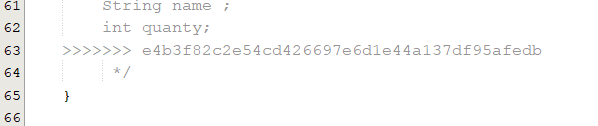 61 String name ;
62 int quanty;
63 >>>>>>> e4b3f82c2e54cd426697e6d1e44a137df95afedb
64 */
65 }
66